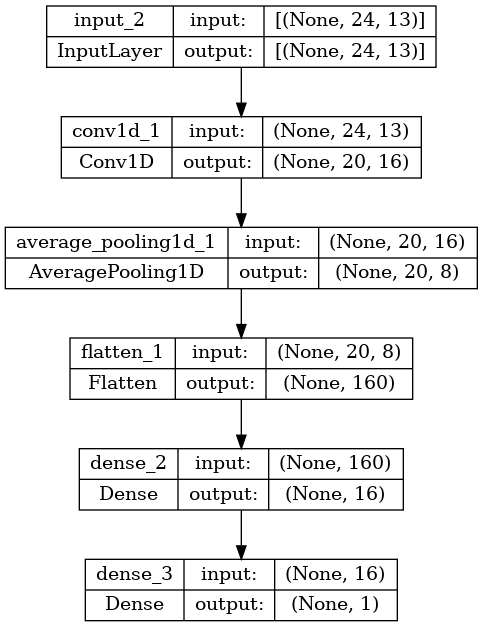 input_2 input: [(None, 24, 13)]
InputLayer output: [(None, 24, 13)]
conv1d_1 input: (None, 24, 13)
Conv1D output: (None, 20, 16)
average_pooling1d_1 input: (None, 20, 16)
AveragePooling1D output: (None, 20, 8)
flatten_1 input: (None, 20, 8)
Flatten output: (None, 160)
dense_2 input: (None, 160)
Dense output: (None, 16)
dense_3 input: (None, 16)
Dense output: (None, 1)